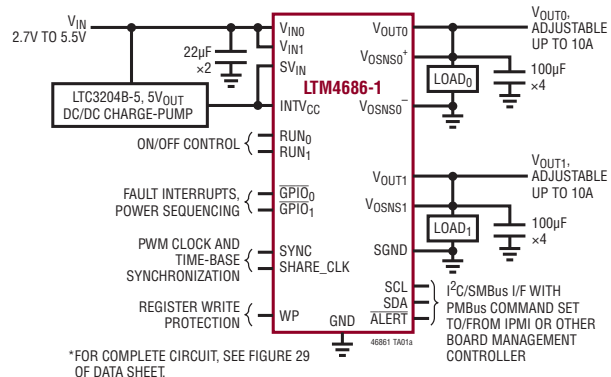 VIN
2.7V TO 5.5V
22µF
×2
LTC3204B-5, 5VOUT
DC/DC CHARGE-PUMP
ON/OFF CONTROL
FAULT INTERRUPTS,
POWER SEQUENCING
PWM CLOCK AND
TIME-BASE
SYNCHRONIZATION
REGISTER WRITE
PROTECTION
*FOR COMPLETE CIRCUIT, SEE FIGURE 29
OF DATA SHEET.
VIN0
VIN1
SVIN
INTVCC
RUN0
RUN1
GPIO0
GPIO1
SYNC
SHARE_CLK
WP
GND
LTM4686-1
VOUT0
VOSNS0+
VOSNS0–
VOUT1
VOSNS1
SGND
SCL
SDA
ALERT
46861 TA01a
LOAD0
100µF
×4
VOUT0,
ADJUSTABLE
UP TO 10A
LOAD1
100µF
×4
VOUT1,
ADJUSTABLE
UP TO 10A
I2C/SMBus I/F WITH
PMBus COMMAND SET
TO/FROM IPMI OR OTHER
BOARD MANAGEMENT
CONTROLLER